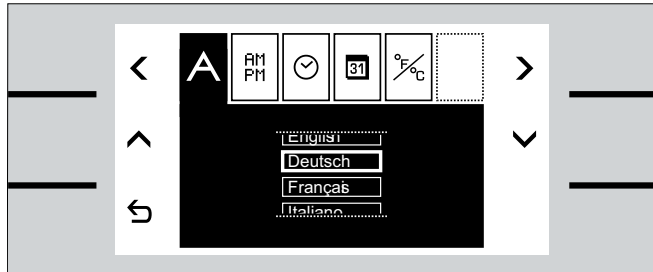 A
AM
PM
31
°F/°C
English
Deutsch
Français
Italiano